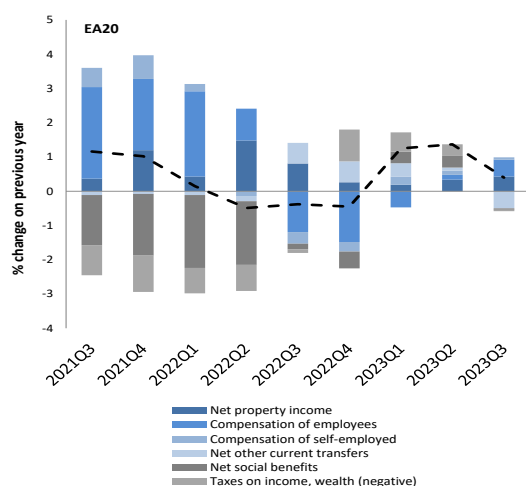 EA20
% change on previous year
5
4
3
2
1
0
-1
-2
-3
-4
2021Q3
2021Q4
2022Q1
2022Q2
2022Q3
2022Q4
2023Q1
2023Q2
2023Q3
Net property income
Compensation of employees
Compensation of self-employed
Net other current transfers
Net social benefits
Taxes on income, wealth (negative)